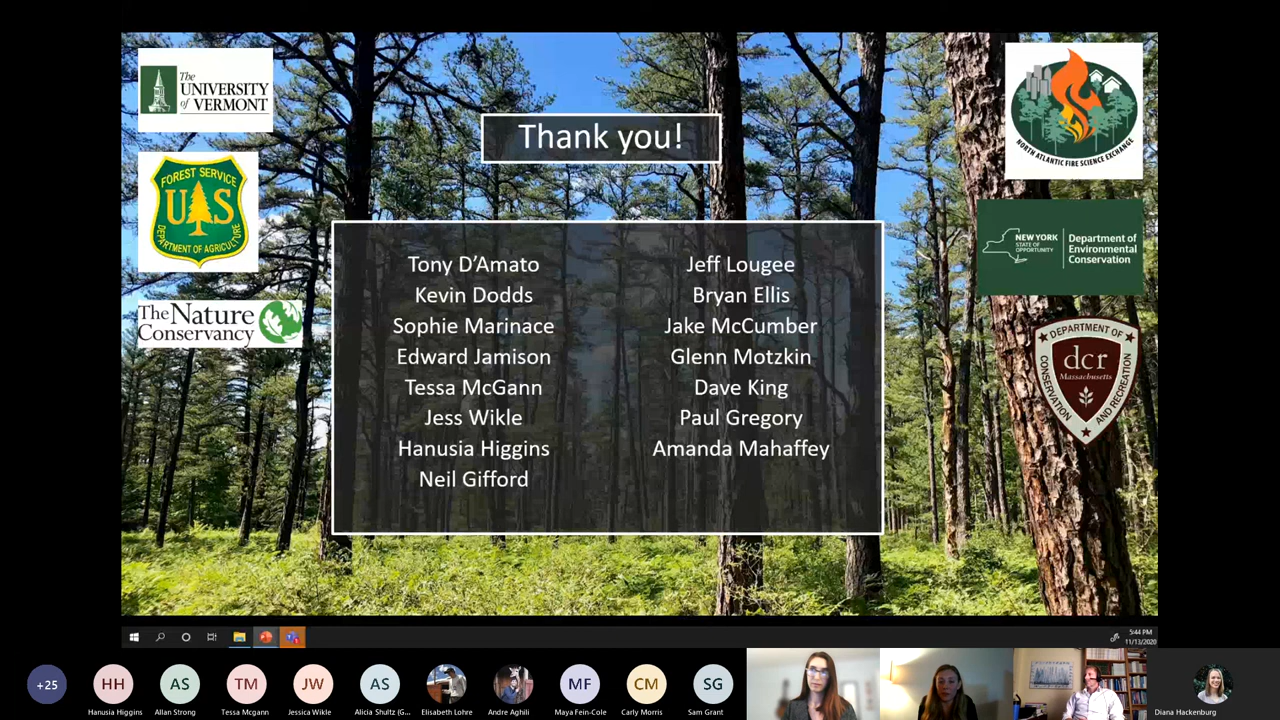 The
UNIVERSITY
of VERMONT
FOREST SERVICE
US
DEPARTMENT OF AGRICULTURE
The Nature
Conservancy
Thank you!
Tony D’Amato
Kevin Dodds
Sophie Marinace
Edward Jamison
Tessa McGann
Jess Wikle
Hanusia Higgins
Neil Gifford
Jeff Lougee
Bryan Ellis
Jake McCumber
Glenn Motzkin
Dave King
Paul Gregory
Amanda Mahaffey
NORTH ATLANTIC FIRE SCIENCE EXCHANGE
NEW YORK
STATE OF
OPPORTUNITY
Department of
Environmental
Conservation
DEPARTMENT OF
CONSERVATION AND RECREATION
dcr
Massachusetts
5:44 PM
11/13/2020
+25
HH
Hanusia Higgins
AS
Allan Strong
TM
Tessa Mcgann
JW
Jessica Wikle
AS
Alicia Shultz (G...
Elisabeth Lohre
Andre Aghili
MF
Maya Fein-Cole
CM
Carly Morris
SG
Sam Grant
Diana Hackenburg